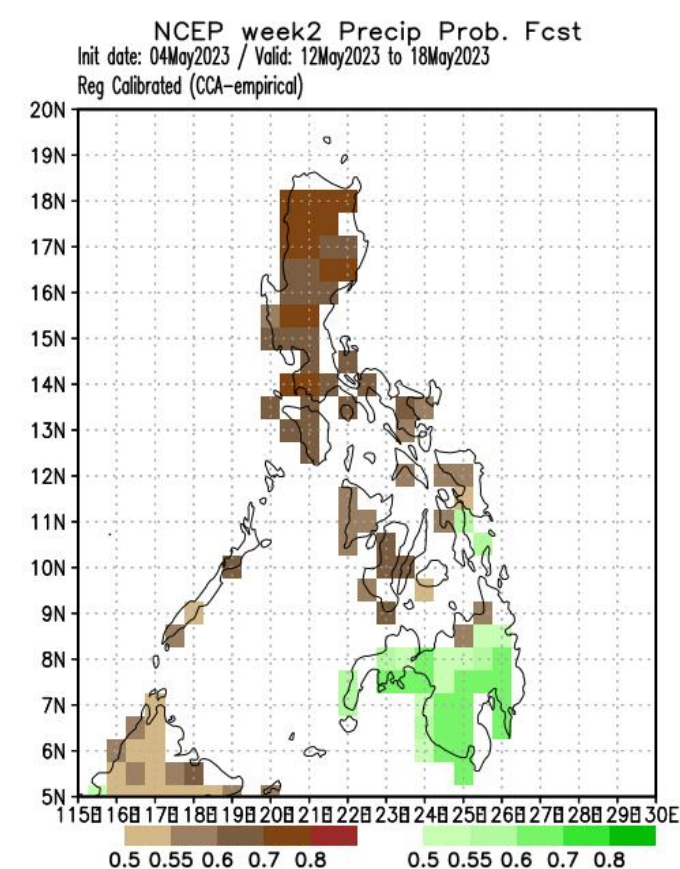 NCEP week2 Precip Prob. Fcst
Init date: 04May2023 / Valid: 12May2023 to 18May2023
Reg Calibrated (CCA-empirical)
20N
19N
18N
17N
16N
15N
14N
13N
12N
11N
10N
9N
8N
7N
6N
5N
115E 116E 117E 118E 119E 120E 121E 122E 123E 124E 125E 126E 127E 128E 129E 130E
0.5 0.55 0.6 0.7 0.8 0.5 0.55 0.6 0.7 0.8